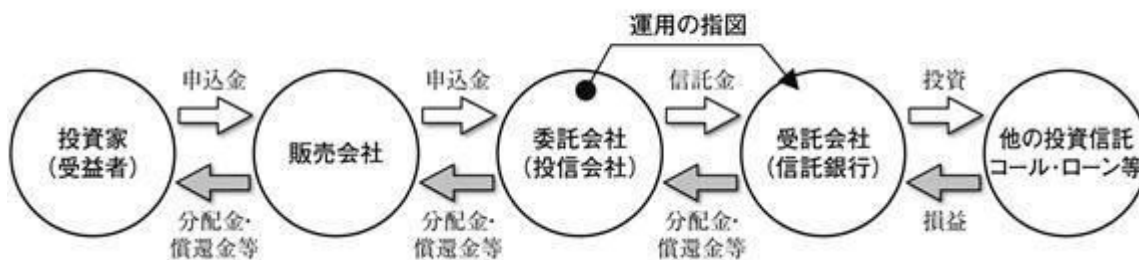 運用の指図
申込金
申込金
信託金
投資
投資家
(受益者)
販売会社
委託会社
(投信会社)
受託会社
(信託銀行)
他の投資信託
コール・ローン等
分配金・
償還金等
分配金・
償還金等
分配金・
償還金等
損益